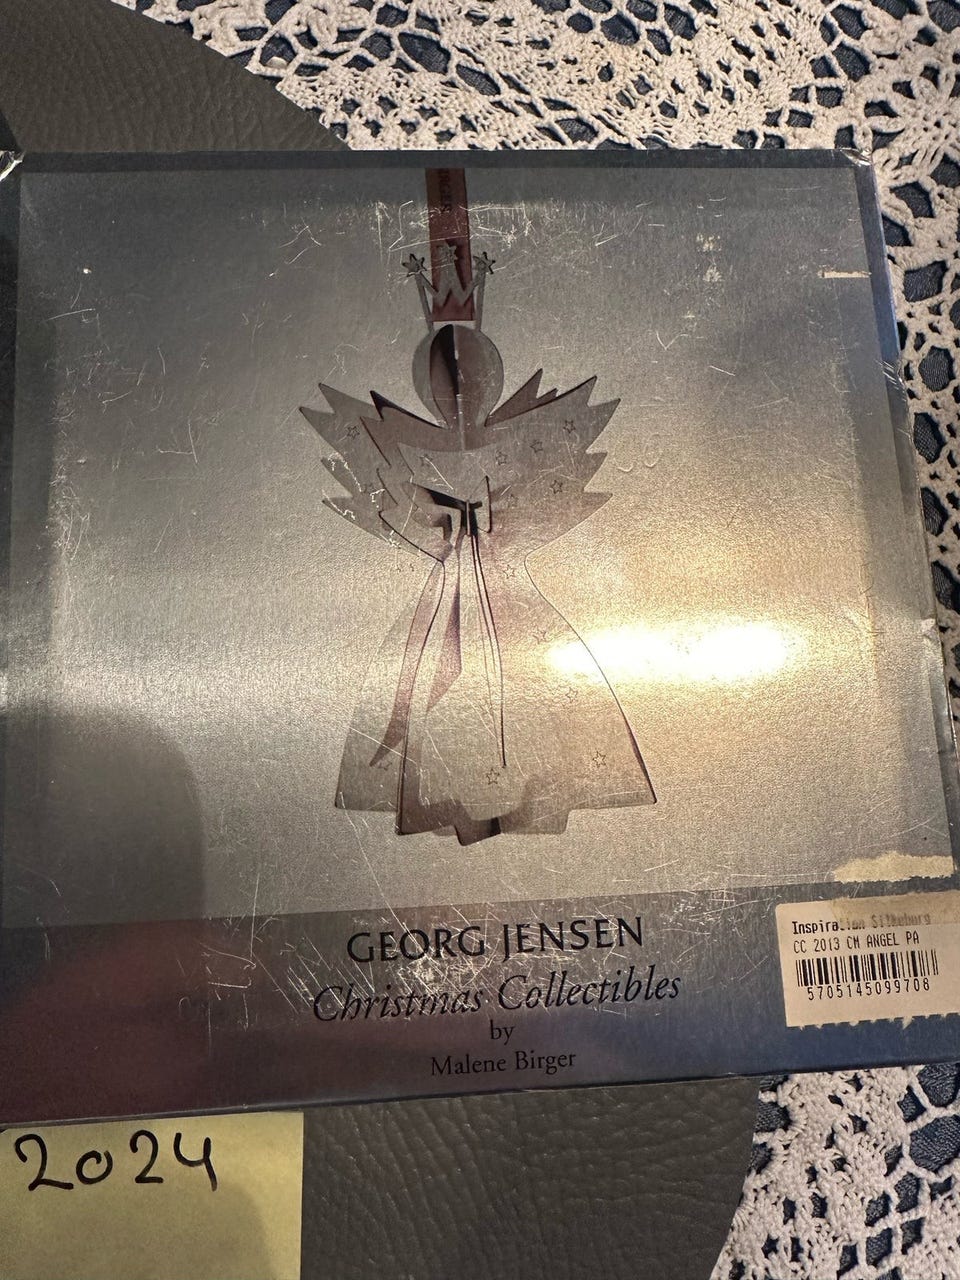 GEORG JENSEN
Christmas Collectibles
by
Malene Birger
Inspiration Silkeborg
CC 2013 CM ANGEL PA
5705145099708
2024